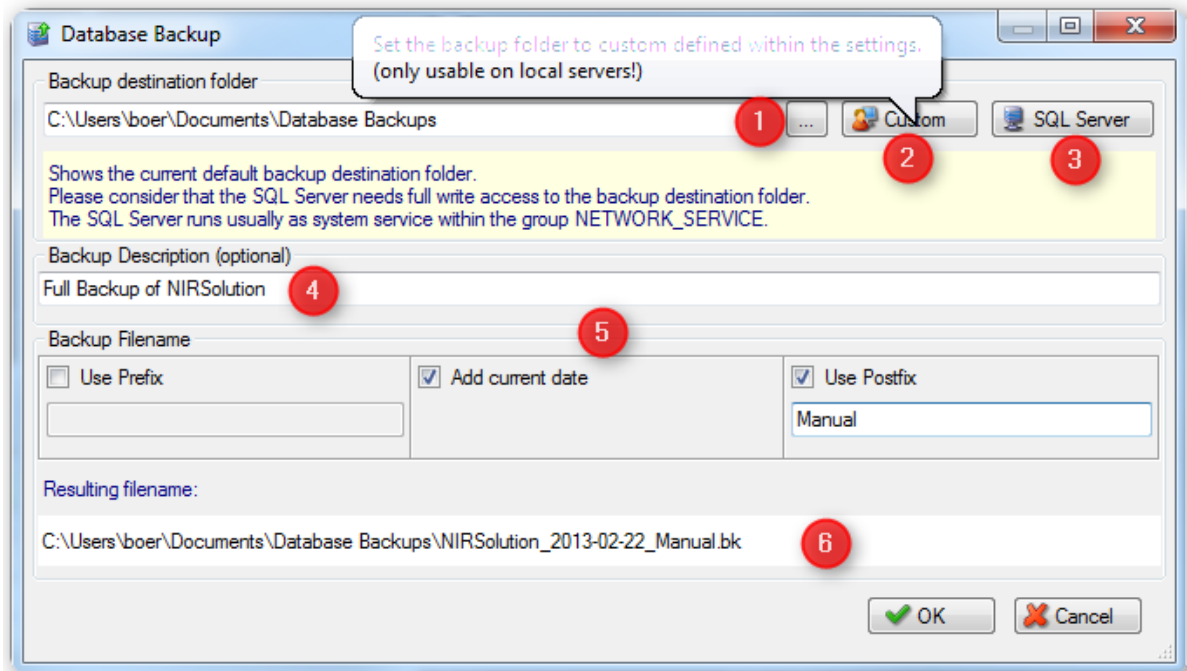 Database Backup
Set the backup folder to custom defined within the settings.
(only usable on local servers!)
Backup destination folder
C:\Users\boer\Documents\Database Backups
1
...
Custom
SQL Server
2
3
Shows the current default backup destination folder.
Please consider that the SQL Server needs full write access to the backup destination folder.
The SQL Server runs usually as system service within the group NETWORK_SERVICE.
Backup Description (optional)
Full Backup of NIRSolution
4
5
Backup Filename
Use Prefix
Add current date
Use Postfix
Manual
Resulting filename:
C:\Users\boer\Documents\Database Backups\NIRSolution_2013-02-22_Manual.bk
6
OK
Cancel